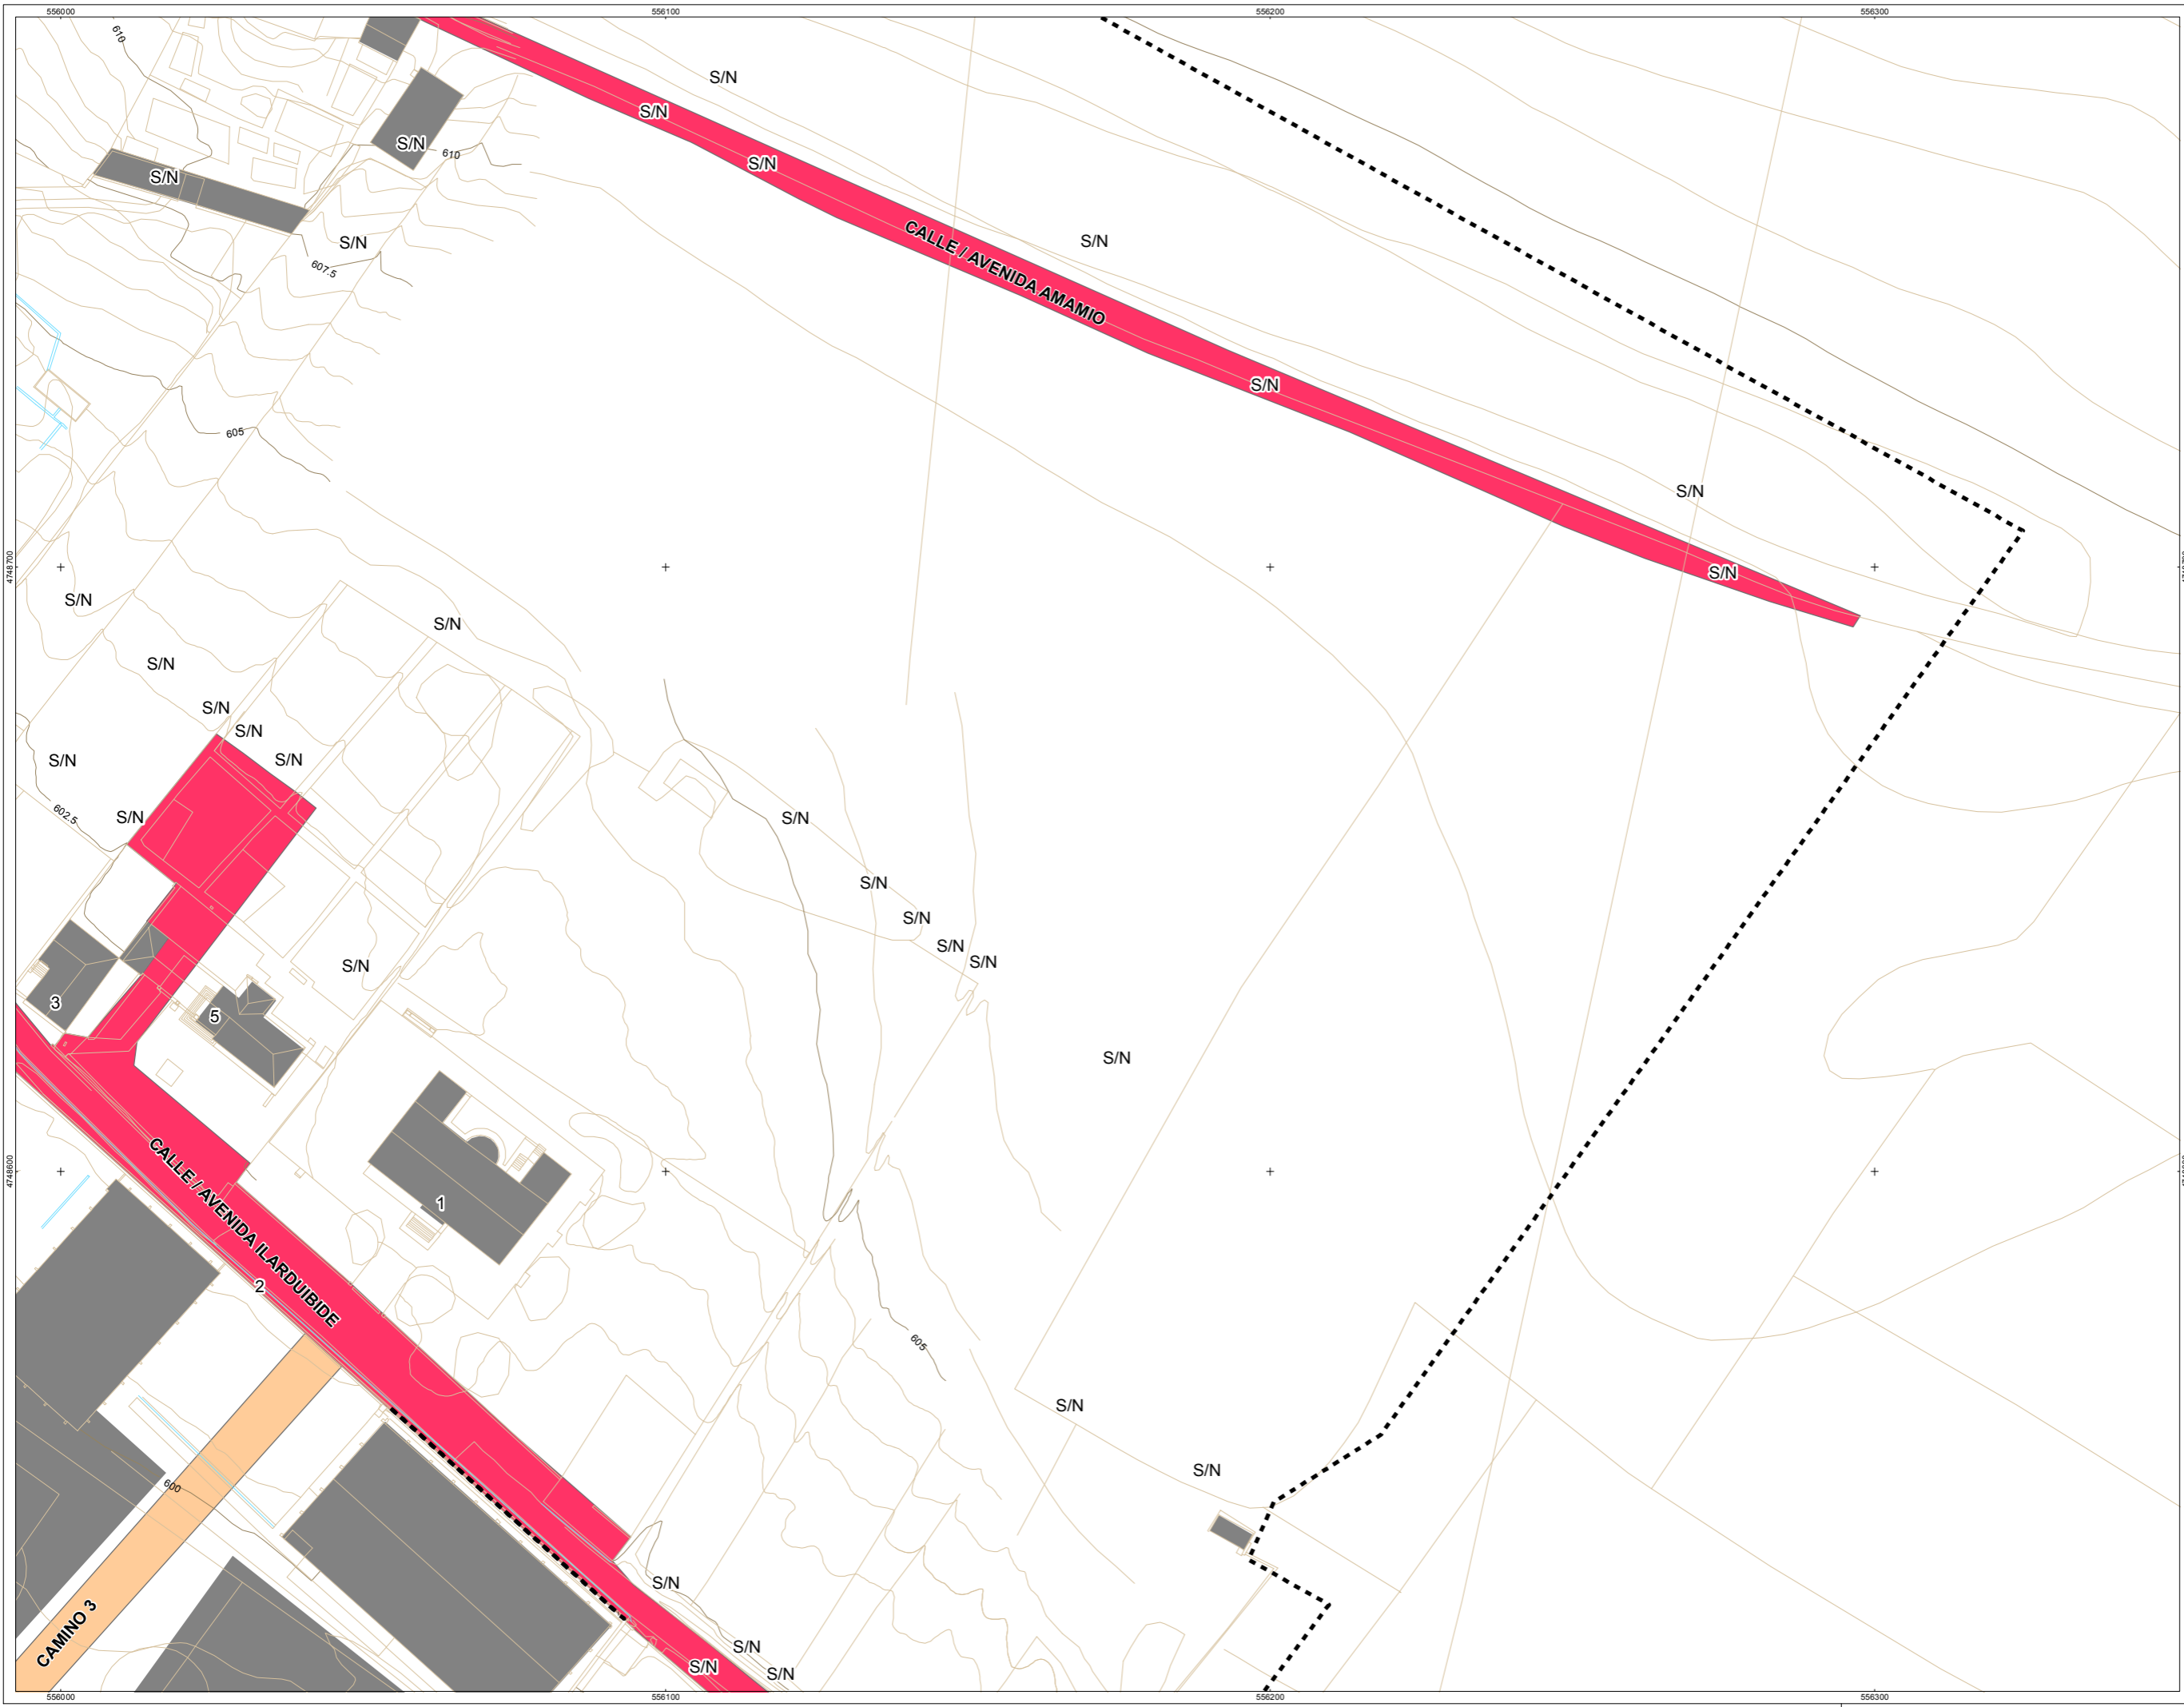 556000
556100
556200
556300
610
S/N
S/N
S/N
610
S/N
S/N
S/N
S/N
607.5
CALLE / AVENIDA AMAMIO
S/N
605
S/N
4748700
S/N
S/N
S/N
S/N
S/N
S/N
S/N
S/N
602.5
S/N
S/N
S/N
S/N
S/N
S/N
S/N
3
5
S/N
4748600
CALLE / AVENIDA ILARDUIBIDE
1
2
605
S/N
600
S/N
S/N
CAMINO 3
S/N
S/N
S/N
556000
556100
556200
556300